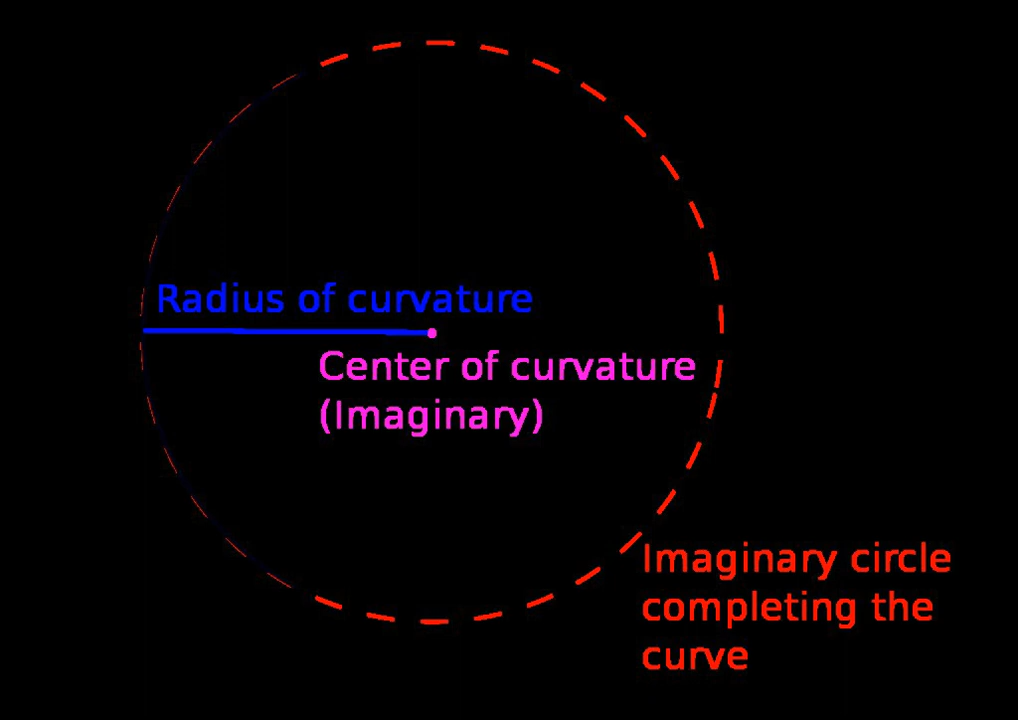 Radius of curvature
Center of curvature
(Imaginary)
Imaginary circle
completing the
curve